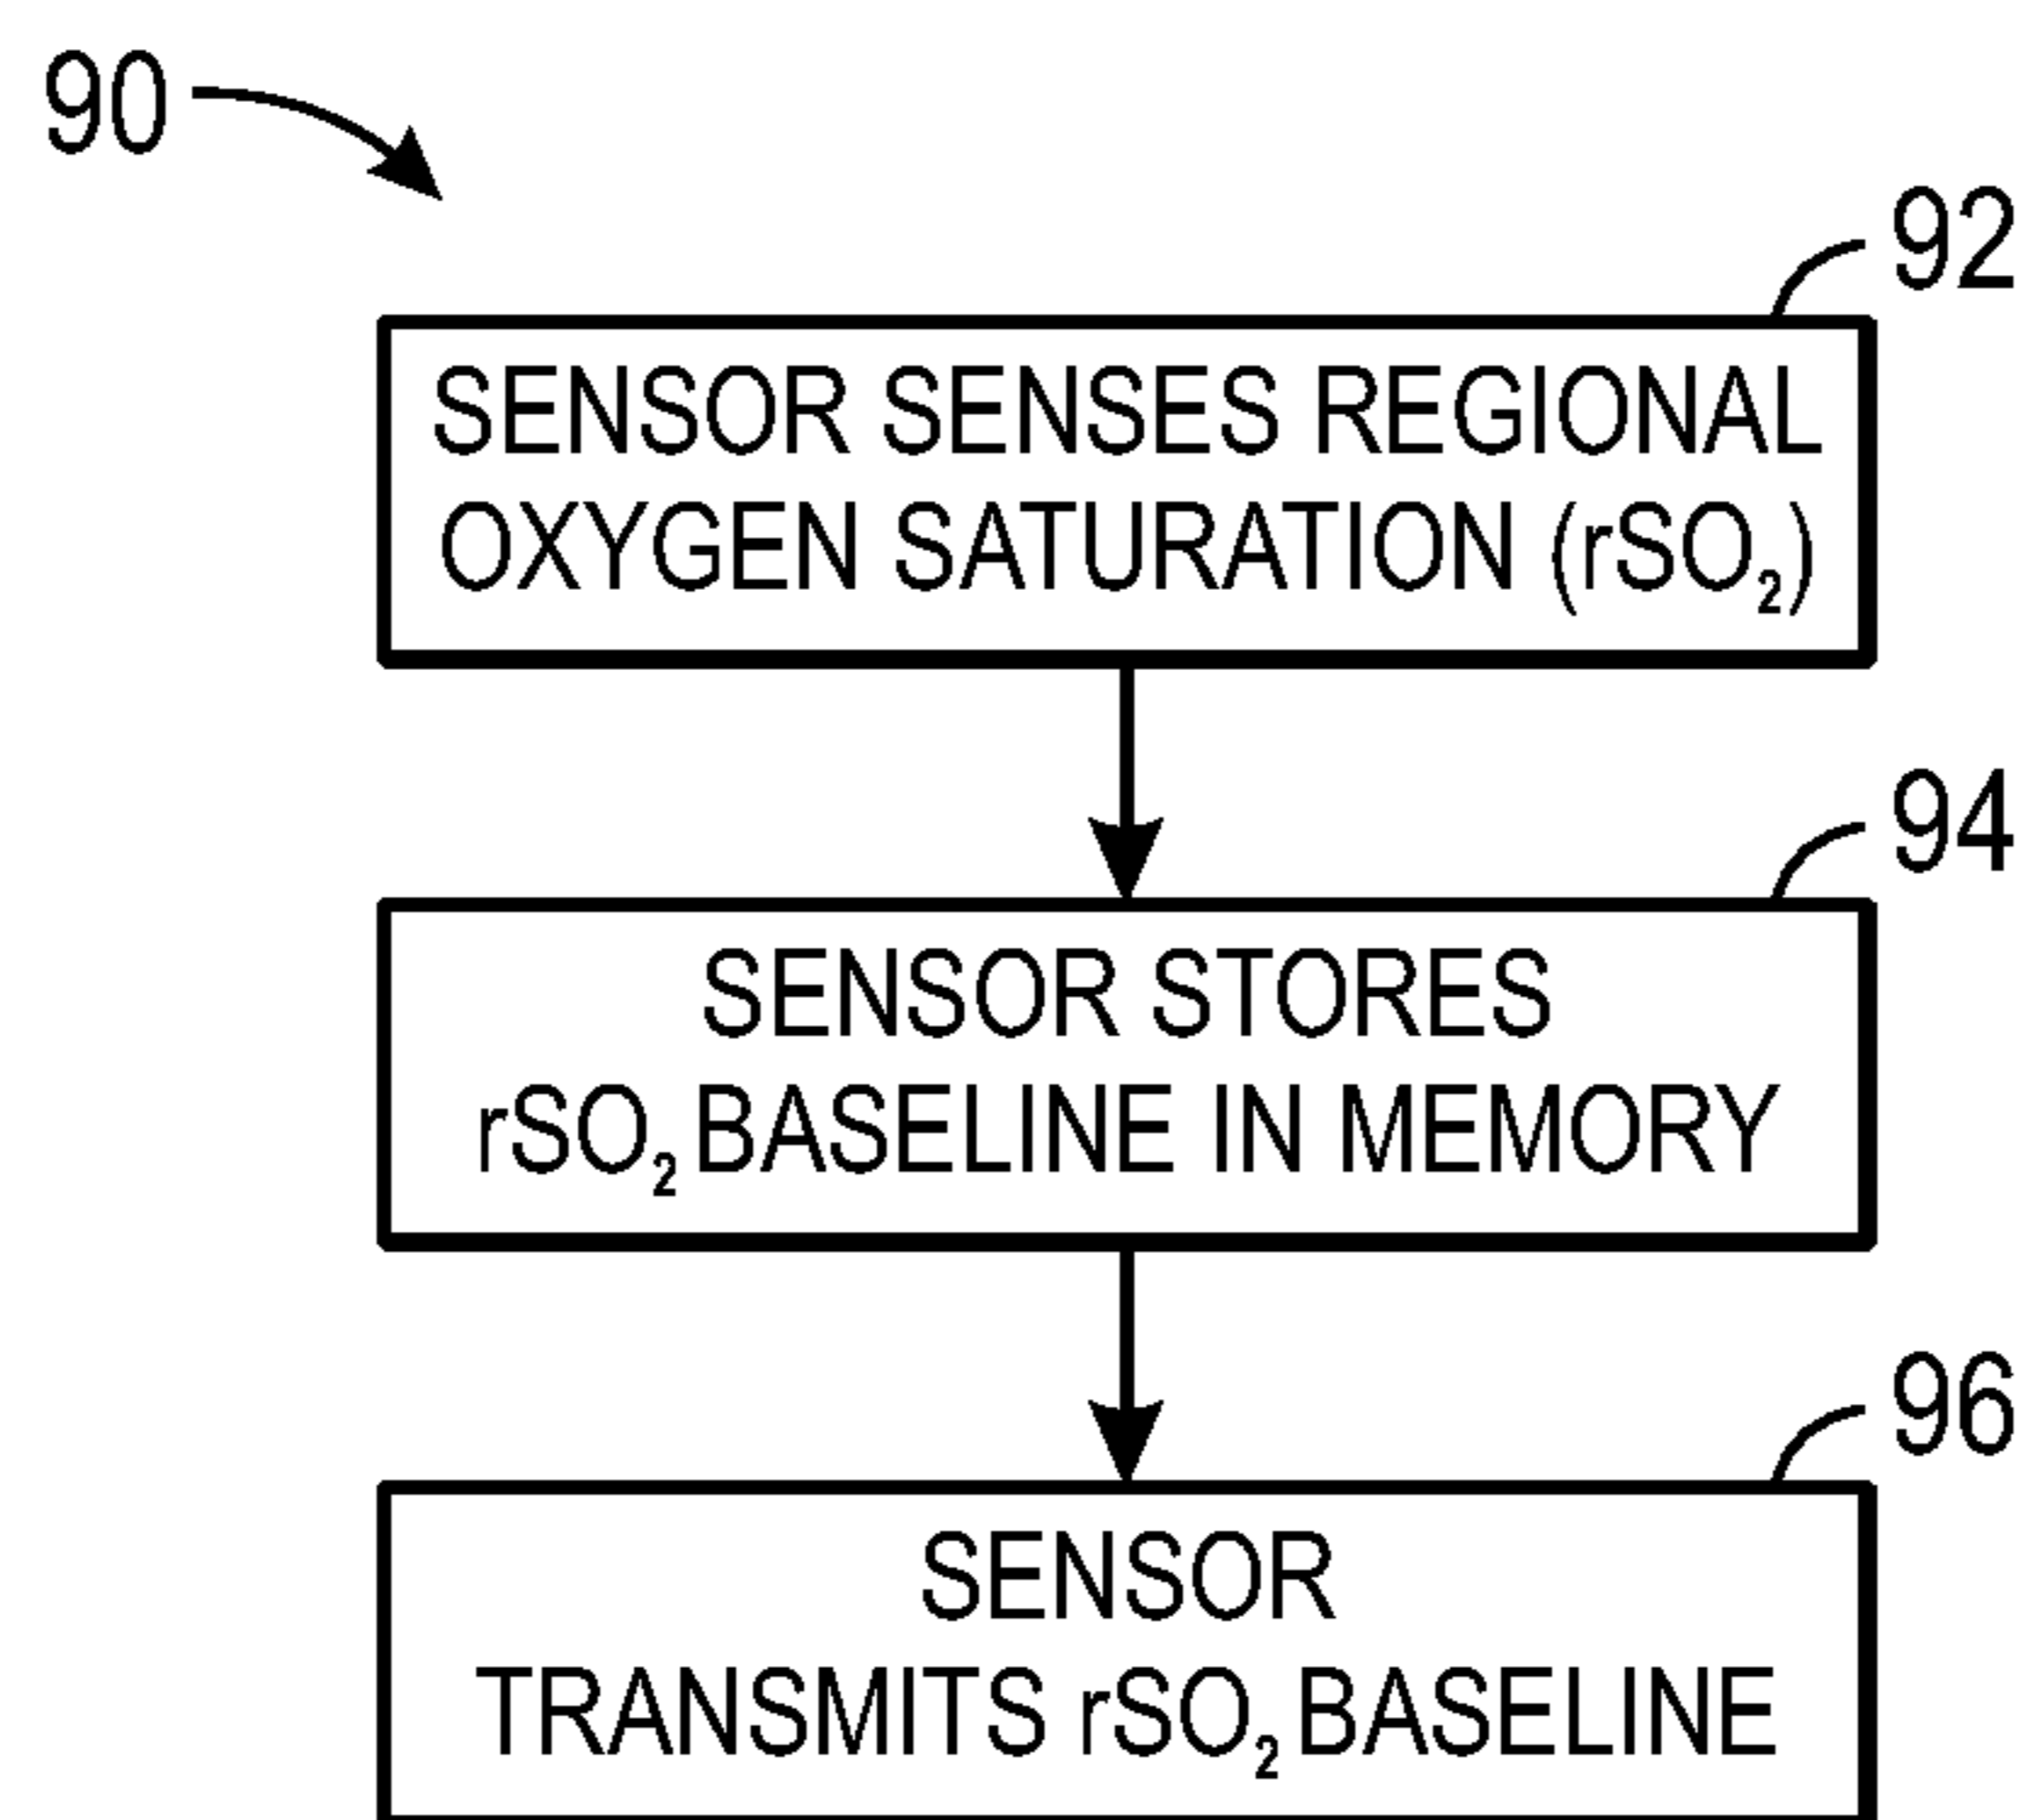 90
92
SENSOR SENSES REGIONAL
OXYGEN SATURATION (rSO₂)
94
SENSOR STORES
rSO₂ BASELINE IN MEMORY
96
SENSOR
TRANSMITS rSO₂ BASELINE